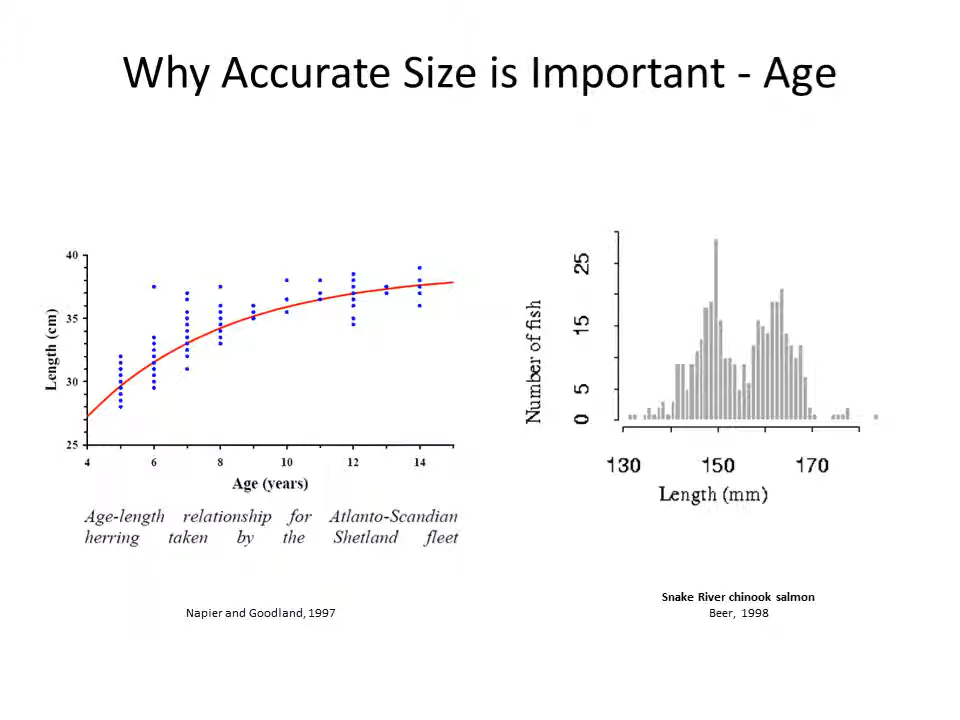 Why Accurate Size is Important - Age
40
35
30
25
Length (cm)
4 6 8 10 12 14
Age (years)
Age-length relationship for Atlanto-Scandian
herring taken by the Shetland fleet
Napier and Goodland, 1997
25
15
5
0
Number of fish
130 150 170
Length (mm)
Snake River chinook salmon
Beer, 1998